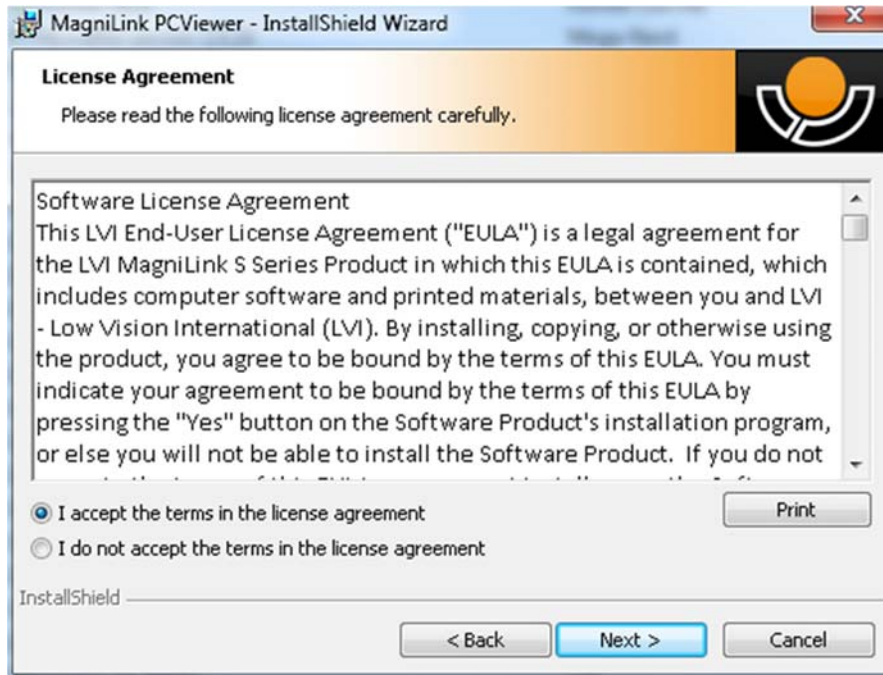 MagniLink PCViewer - InstallShield Wizard
License Agreement
Please read the following license agreement carefully.
Software License Agreement
This LVI End-User License Agreement ("EULA") is a legal agreement for
the LVI MagniLink S Series Product in which this EULA is contained, which
includes computer software and printed materials, between you and LVI
- Low Vision International (LVI). By installing, copying, or otherwise using
the product, you agree to be bound by the terms of this EULA. You must
indicate your agreement to be bound by the terms of this EULA by
pressing the "Yes" button on the Software Product's installation program,
or else you will not be able to install the Software Product.  If you do not
I accept the terms in the license agreement
Print
I do not accept the terms in the license agreement
InstallShield
< Back
Next >
Cancel